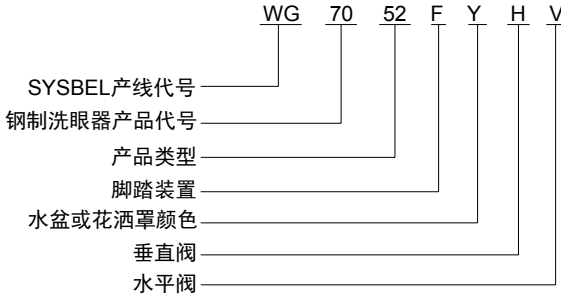 WG 70 52 F Y H V
SYSBEL产线代号
钢制洗眼器产品代号
产品类型
脚踏装置
水盆或花洒罩颜色
垂直阀
水平阀